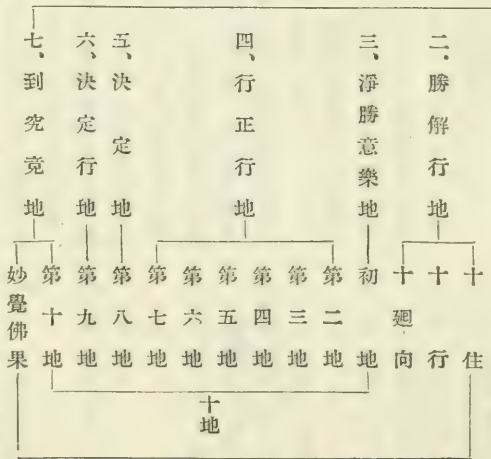 二、勝解行地
三、淨勝意樂地
四、行正行地
五、決定地
六、決定行地
七、到究竟地
十住
十行
十廻向
初地
第二地
第三地
第四地
第五地
第六地
第七地
第八地
第九地
第十地
妙覺佛果
十地